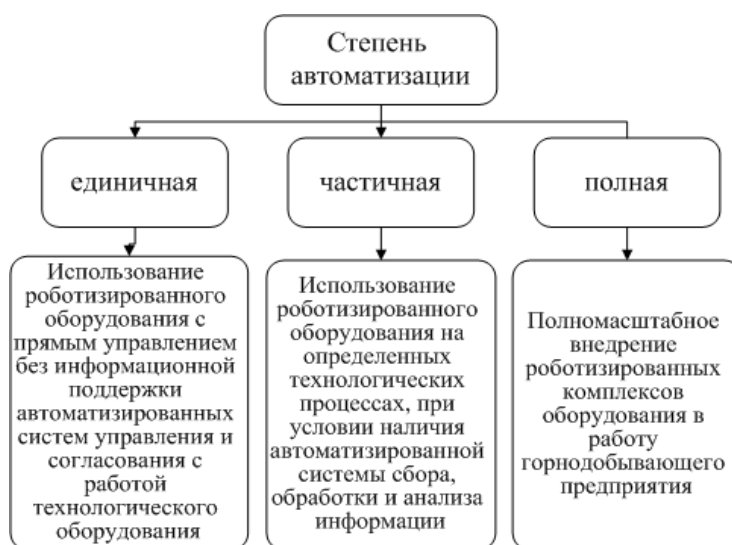 Степень
автоматизации
единичная
частичная
полная
Использование
роботизированного
оборудования с
прямым управлением
без информационной
поддержки
автоматизированных
систем управления и
согласования с
работой
технологического
оборудования
Использование
роботизированного
оборудования на
определенных
технологических
процессах, при
условии наличия
автоматизированной
системы сбора,
обработки и анализа
информации
Полномасштабное
внедрение
роботизированных
комплексов
оборудования в
работу
горнодобывающего
предприятия